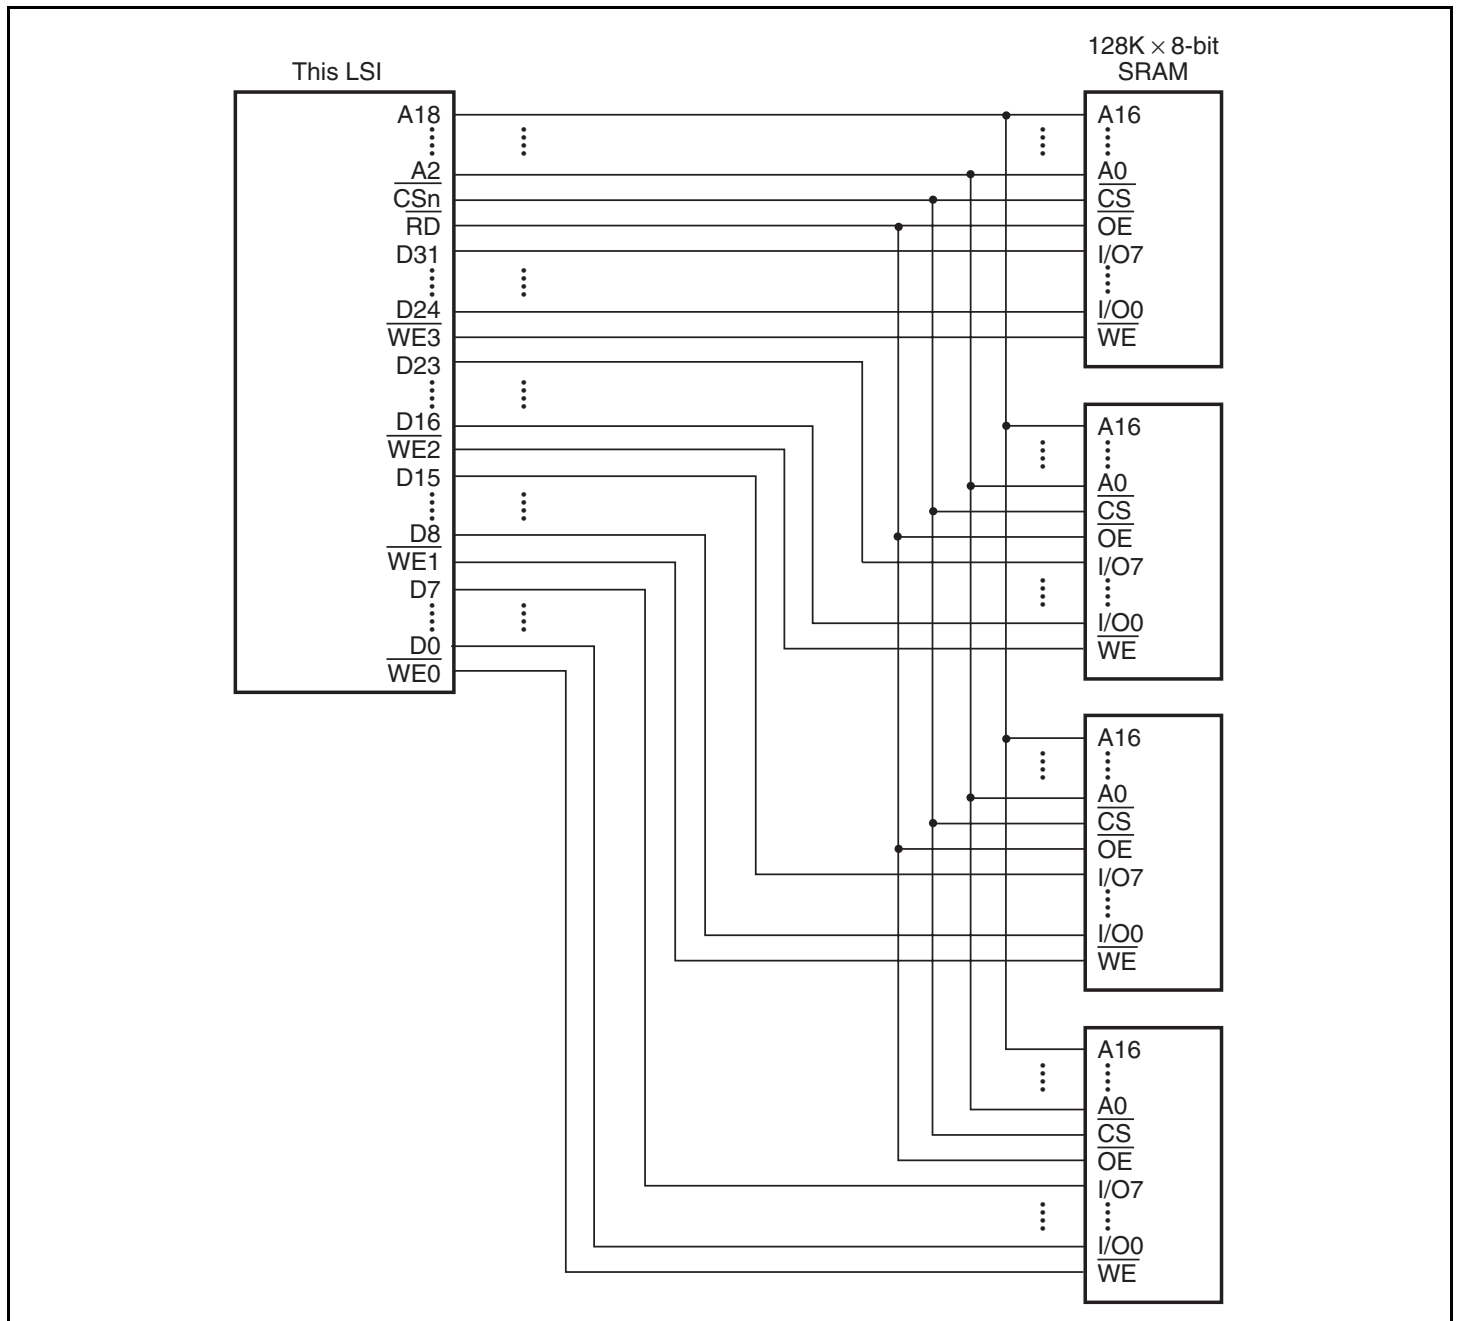 This LSI
A18
A2
CSn
RD
D31
D24
WE3
D23
D16
WE2
D15
D8
WE1
D7
D0
WE0
128K × 8-bit
SRAM
A16
A0
CS
OE
I/O7
I/O0
WE
A16
A0
CS
OE
I/O7
I/O0
WE
A16
A0
CS
OE
I/O7
I/O0
WE
A16
A0
CS
OE
I/O7
I/O0
WE